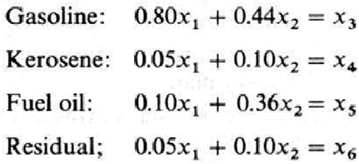 Gasoline: 0.80x₁ + 0.44x₂ = x₃
Kerosene: 0.05x₁ + 0.10x₂ = x₄
Fuel oil: 0.10x₁ + 0.36x₂ = x₅
Residual; 0.05x₁ + 0.10x₂ = x₆